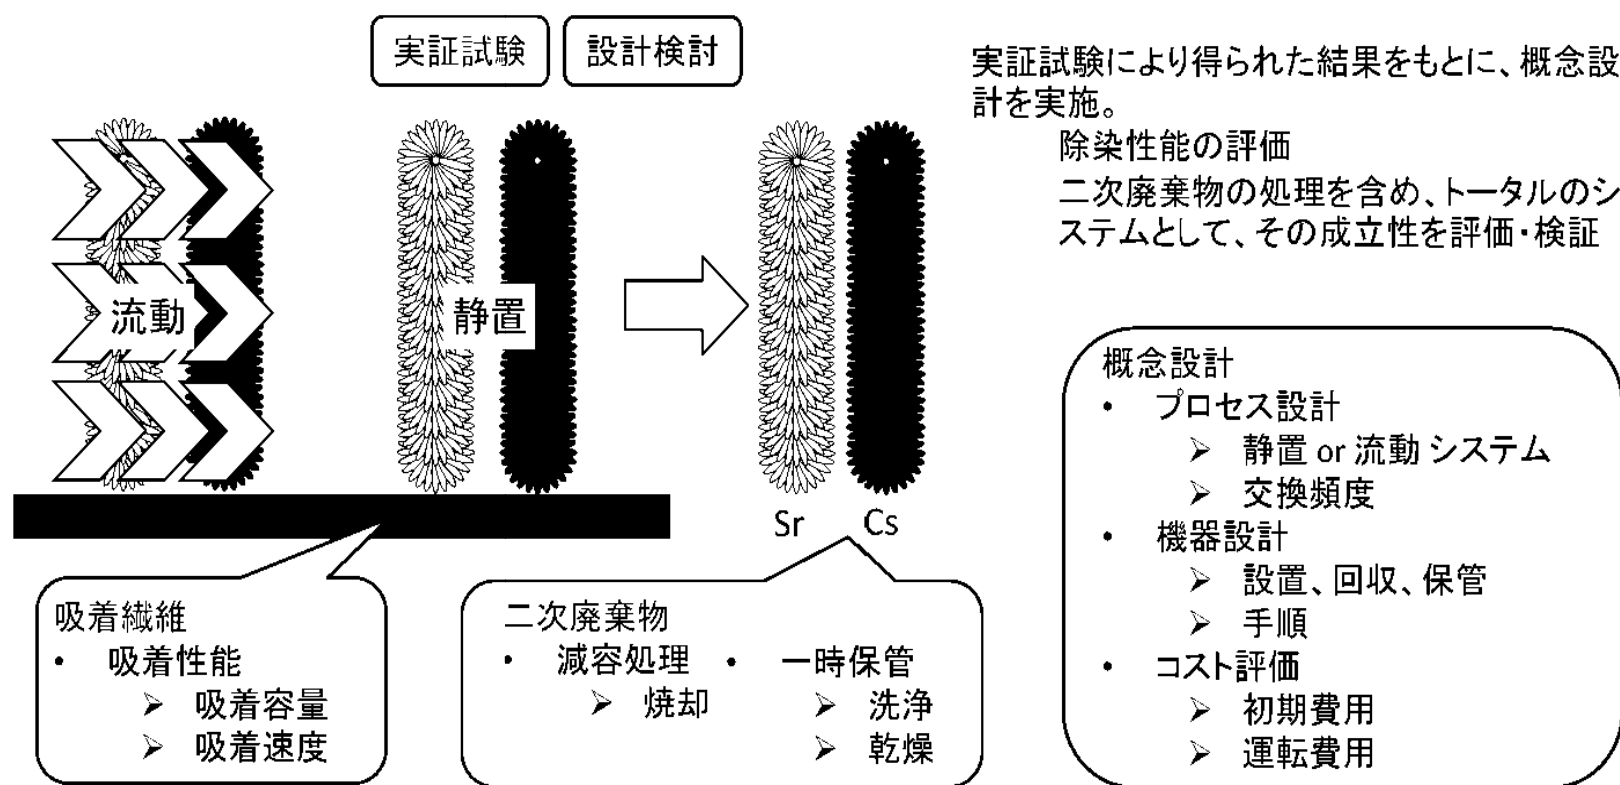 実証試験
設計検討
実証試験により得られた結果をもとに、概念設
計を実施。
除染性能の評価
二次廃棄物の処理を含め、トータルのシ
ステムとして、その成立性を評価・検証
流動
静置
Sr
Cs
吸着繊維
• 吸着性能
➢ 吸着容量
➢ 吸着速度
二次廃棄物
• 減容処理
➢ 焼却
• 一時保管
➢ 洗浄
➢ 乾燥
概念設計
• プロセス設計
➢ 静置 or 流動 システム
➢ 交換頻度
• 機器設計
➢ 設置、回収、保管
➢ 手順
• コスト評価
➢ 初期費用
➢ 運転費用